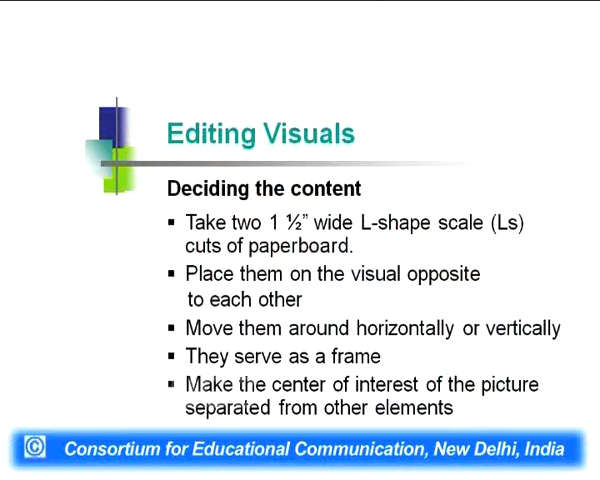 Editing Visuals
Deciding the content
▪ Take two 1 ½” wide L-shape scale (Ls)
cuts of paperboard.
▪ Place them on the visual opposite
to each other
▪ Move them around horizontally or vertically
▪ They serve as a frame
▪ Make the center of interest of the picture
separated from other elements
© Consortium for Educational Communication, New Delhi, India